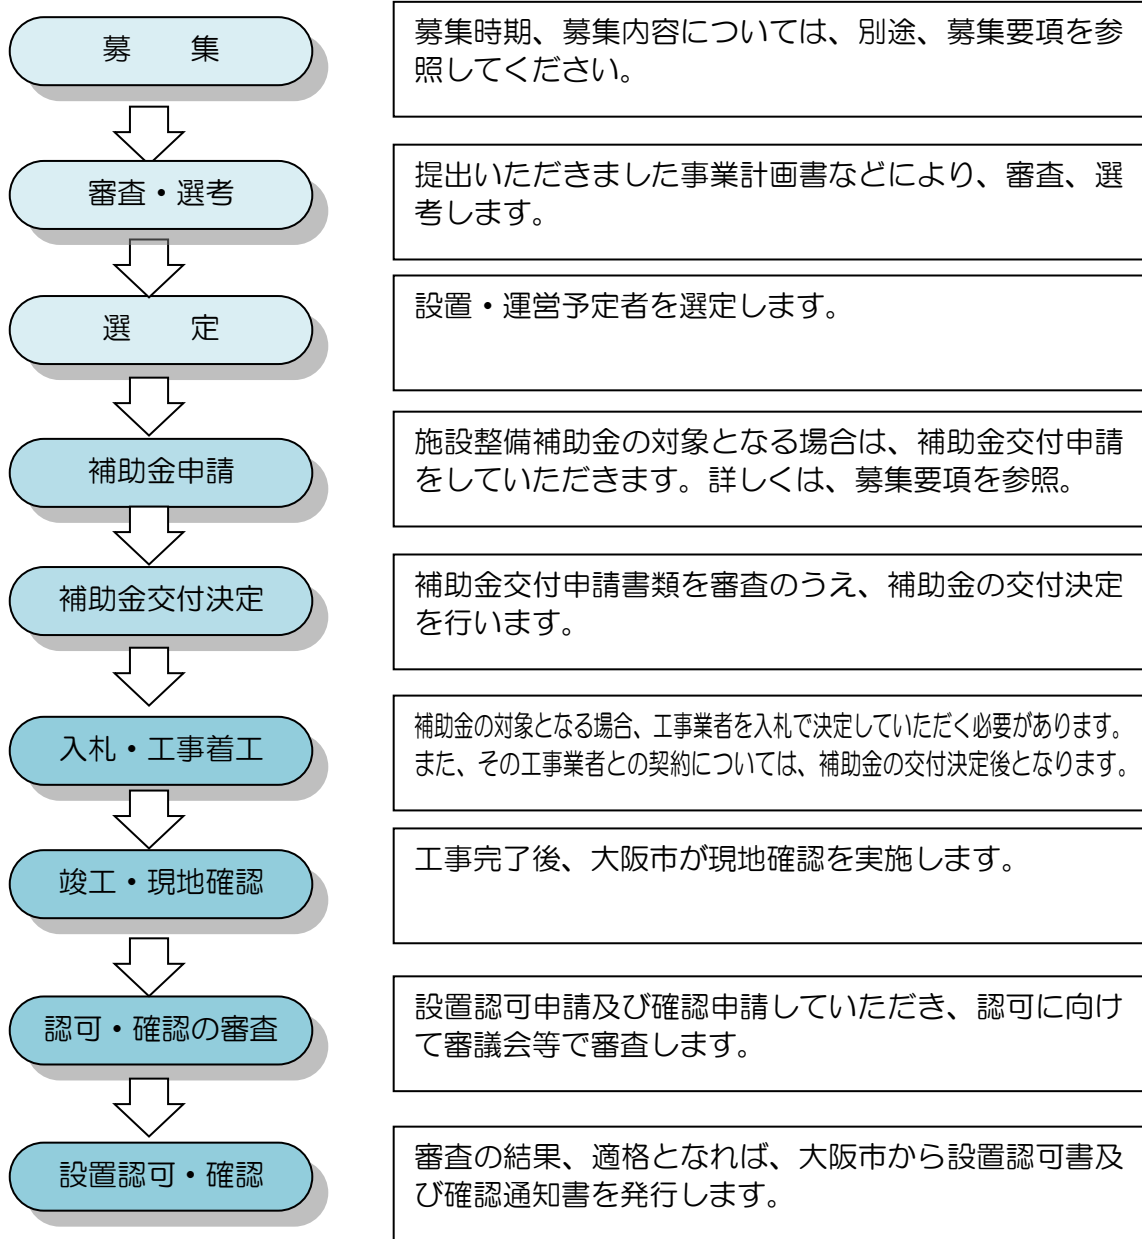 募　集
募集時期、募集内容については、別途、募集要項を参
照してください。
審査・選考
提出いただきました事業計画書などにより、審査、選
考します。
選　定
設置・運営予定者を選定します。
補助金申請
施設整備補助金の対象となる場合は、補助金交付申請
をしていただきます。詳しくは、募集要項を参照。
補助金交付決定
補助金交付申請書類を審査のうえ、補助金の交付決定
を行います。
入札・工事着工
補助金の対象となる場合、工事業者を入札で決定していただく必要があります。
また、その工事業者との契約については、補助金の交付決定後となります。
竣工・現地確認
工事完了後、大阪市が現地確認を実施します。
認可・確認の審査
設置認可申請及び確認申請していただき、認可に向け
て審議会等で審査します。
設置認可・確認
審査の結果、適格となれば、大阪市から設置認可書及
び確認通知書を発行します。